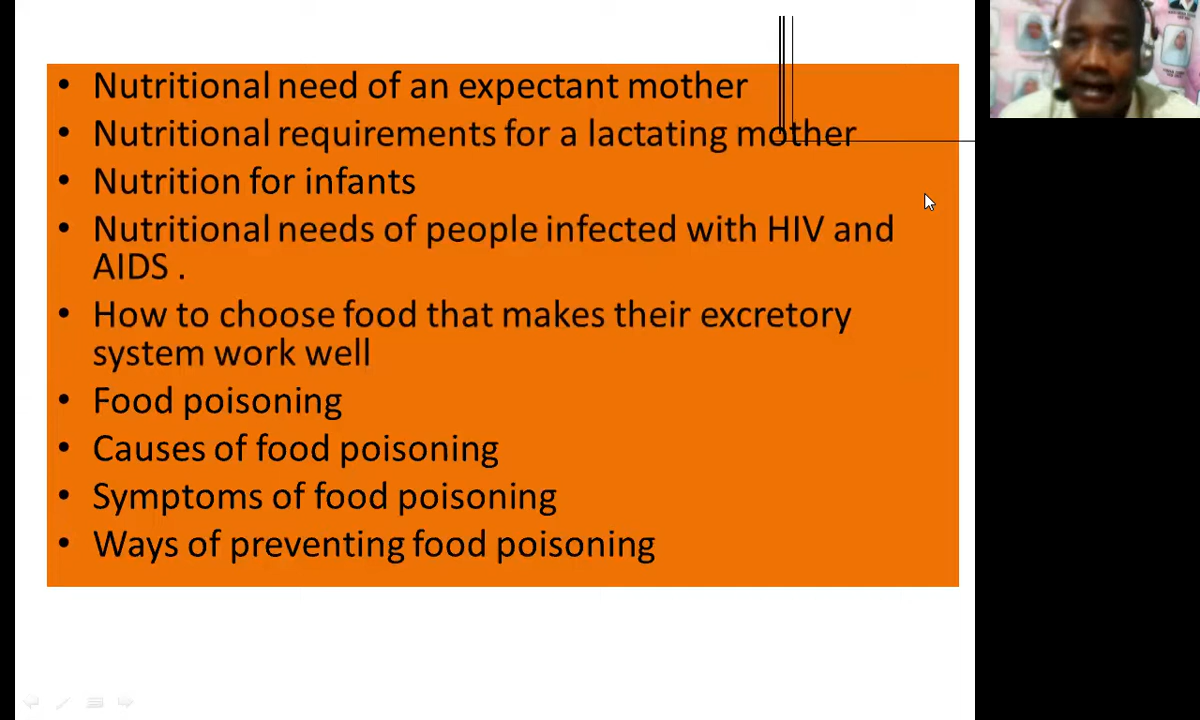 • Nutritional need of an expectant mother
• Nutritional requirements for a lactating mother
• Nutrition for infants
• Nutritional needs of people infected with HIV and
AIDS .
• How to choose food that makes their excretory
system work well
• Food poisoning
• Causes of food poisoning
• Symptoms of food poisoning
• Ways of preventing food poisoning